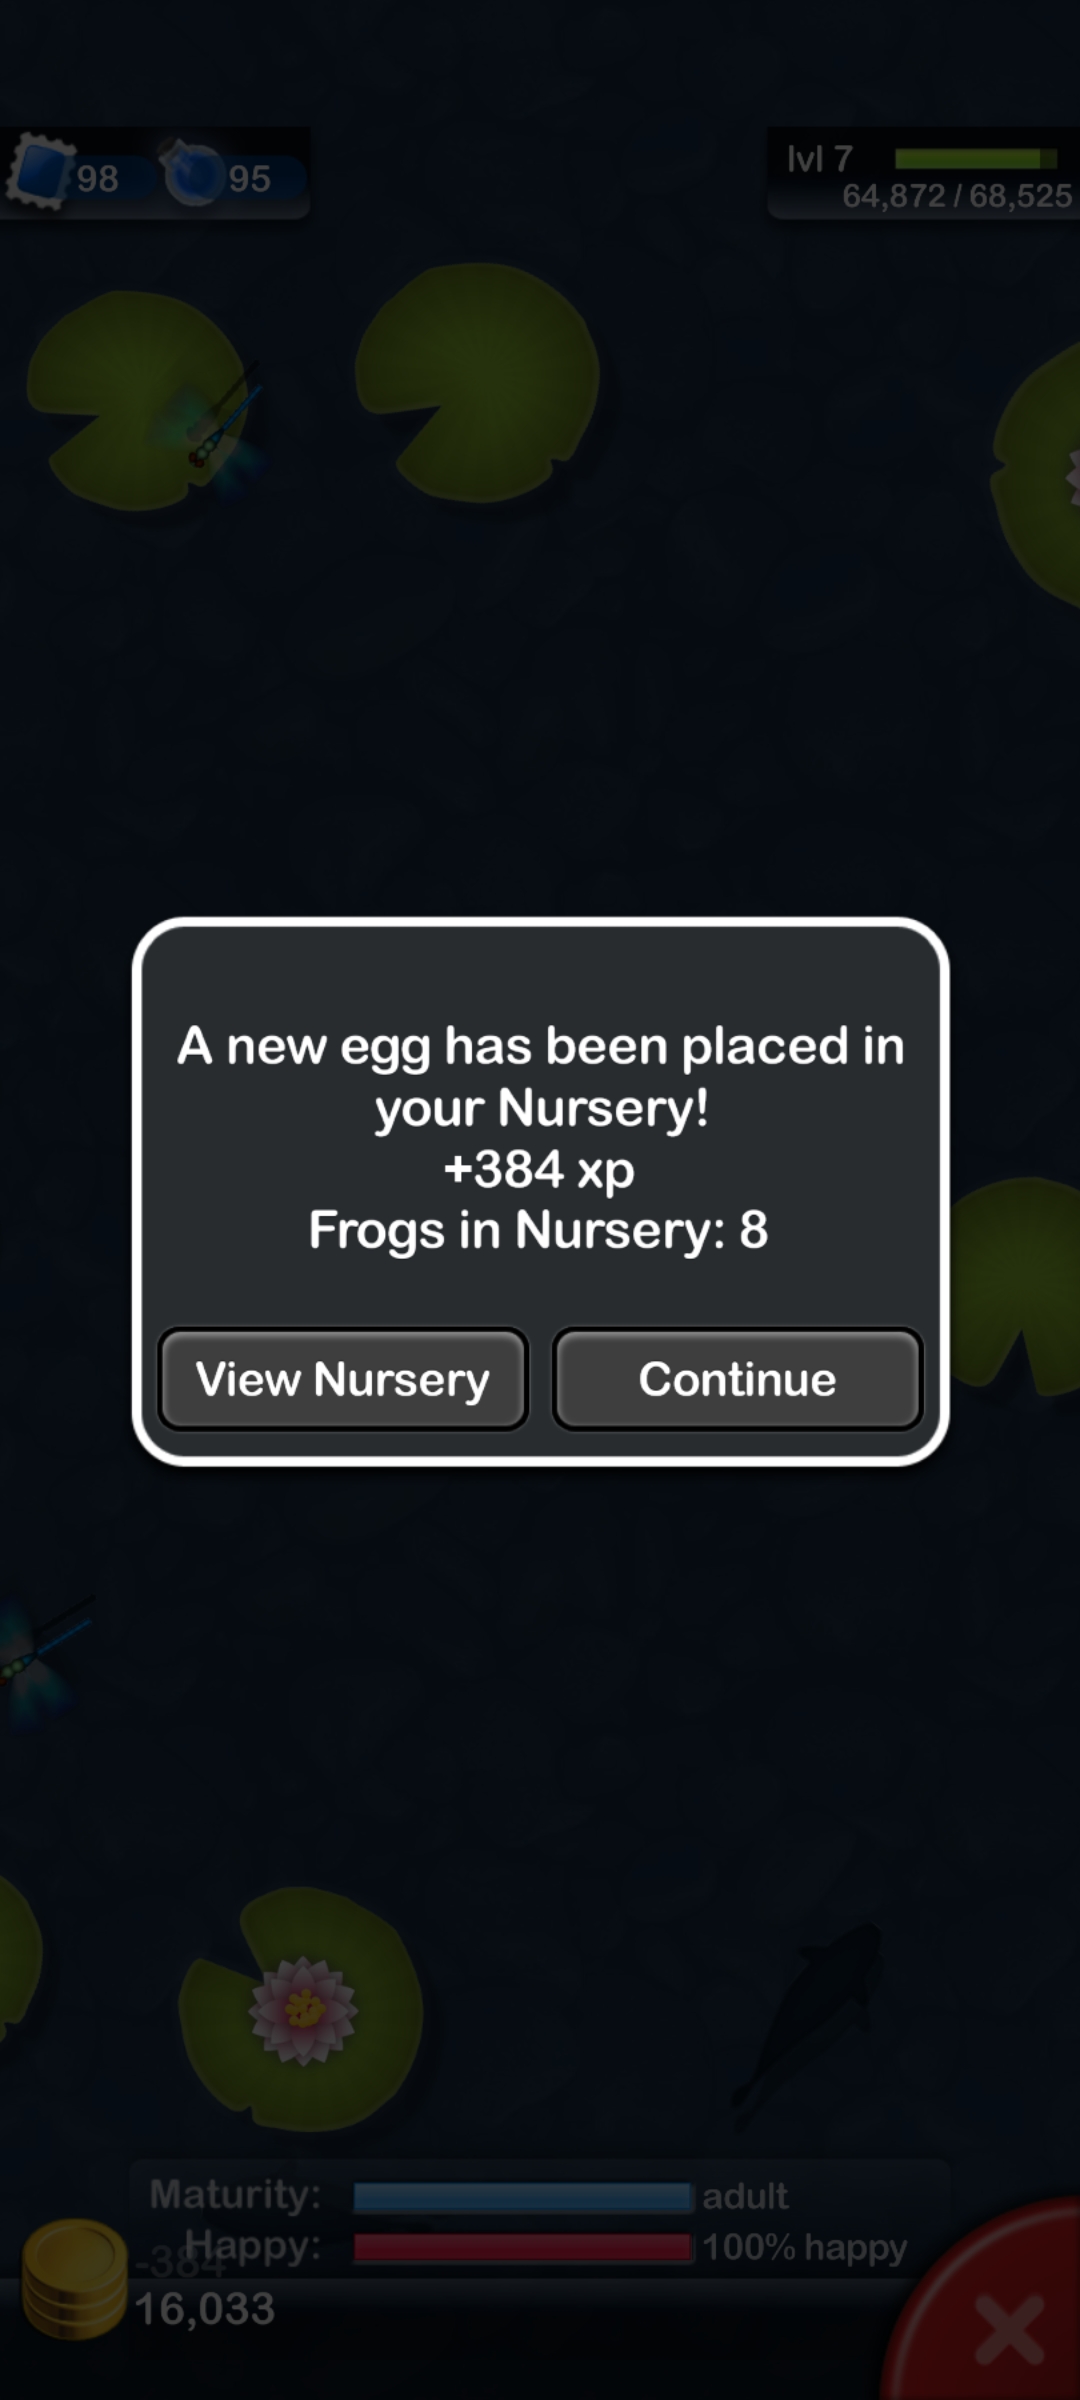 98 95
lvl 7
64,872 / 68,525
A new egg has been placed in
your Nursery!
+384 xp
Frogs in Nursery: 8
View Nursery Continue
Maturity: adult
Happy: 100% happy
-384
16,033